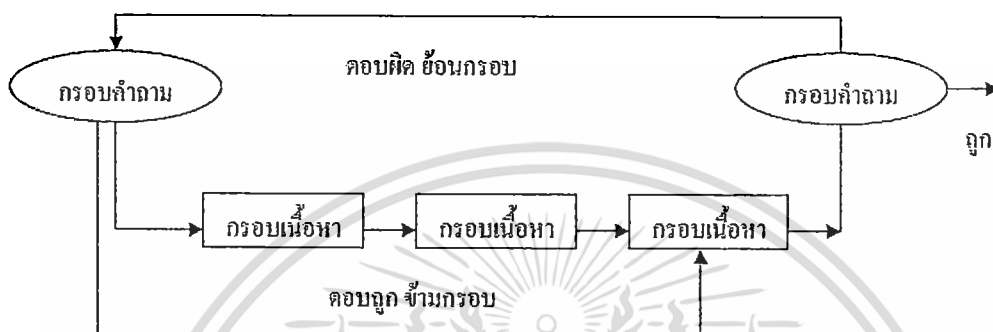 ตอบผิด ย้อนกรอบ
กรอบคำถาม
กรอบคำถาม
ถูก
กรอบเนื้อหา
กรอบเนื้อหา
กรอบเนื้อหา
ตอบถูก ข้ามกรอบ